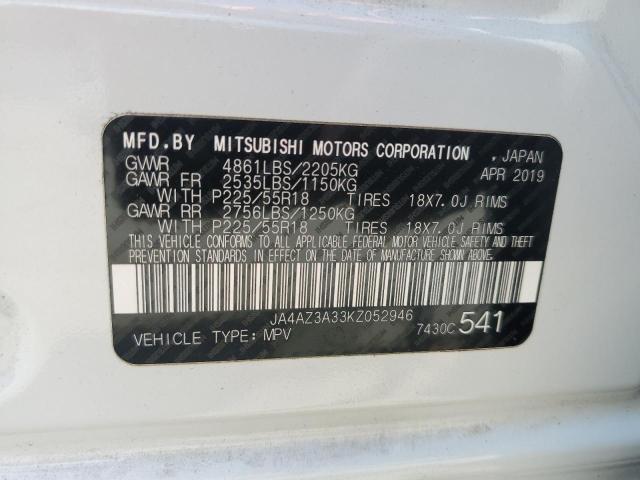 MFD.BY MITSUBISHI MOTORS CORPORATION , JAPAN
GVWR 4861LBS/2205KG APR 2019
GAWR FR 2535LBS/1150KG
WITH P225/55R18 TIRES 18X7.0J RIMS
GAWR RR 2756LBS/1250KG
WITH P225/55R18 TIRES 18X7.0J RIMS
THIS VEHICLE CONFORMS TO ALL APPLICABLE FEDERAL MOTOR VEHICLE SAFETY AND THEFT
PREVENTION STANDARDS IN EFFECT ON THE DATE OF MANUFACTURE SHOWN ABOVE.
JA4AZ3A33KZ052946
VEHICLE TYPE: MPV 7430C 541